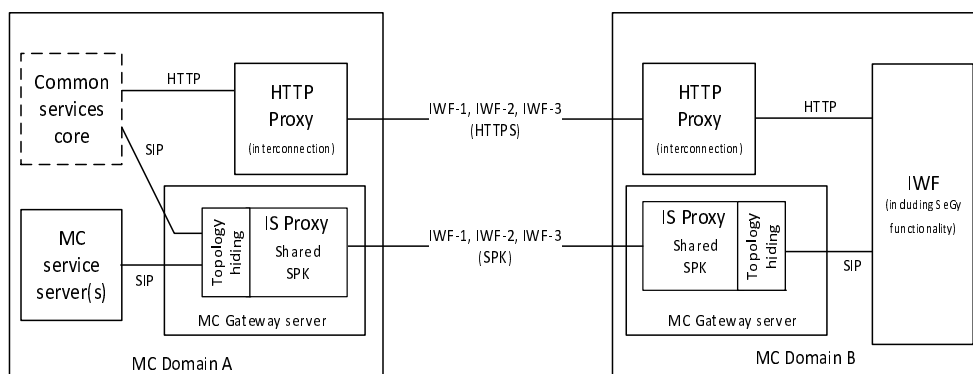 Common
services
core
HTTP
SIP
HTTP
Proxy
(interconnection)
MC
service
server(s)
SIP
Topology
hiding
IS Proxy
Shared
SPK
MC Gateway server
MC Domain A
IWF-1, IWF-2, IWF-3
(HTTPS)
IWF-1, IWF-2, IWF-3
(SPK)
HTTP
Proxy
(interconnection)
HTTP
IS Proxy
Shared
SPK
Topology
hiding
SIP
MC Gateway server
IWF
(including SeGy
functionality)
MC Domain B